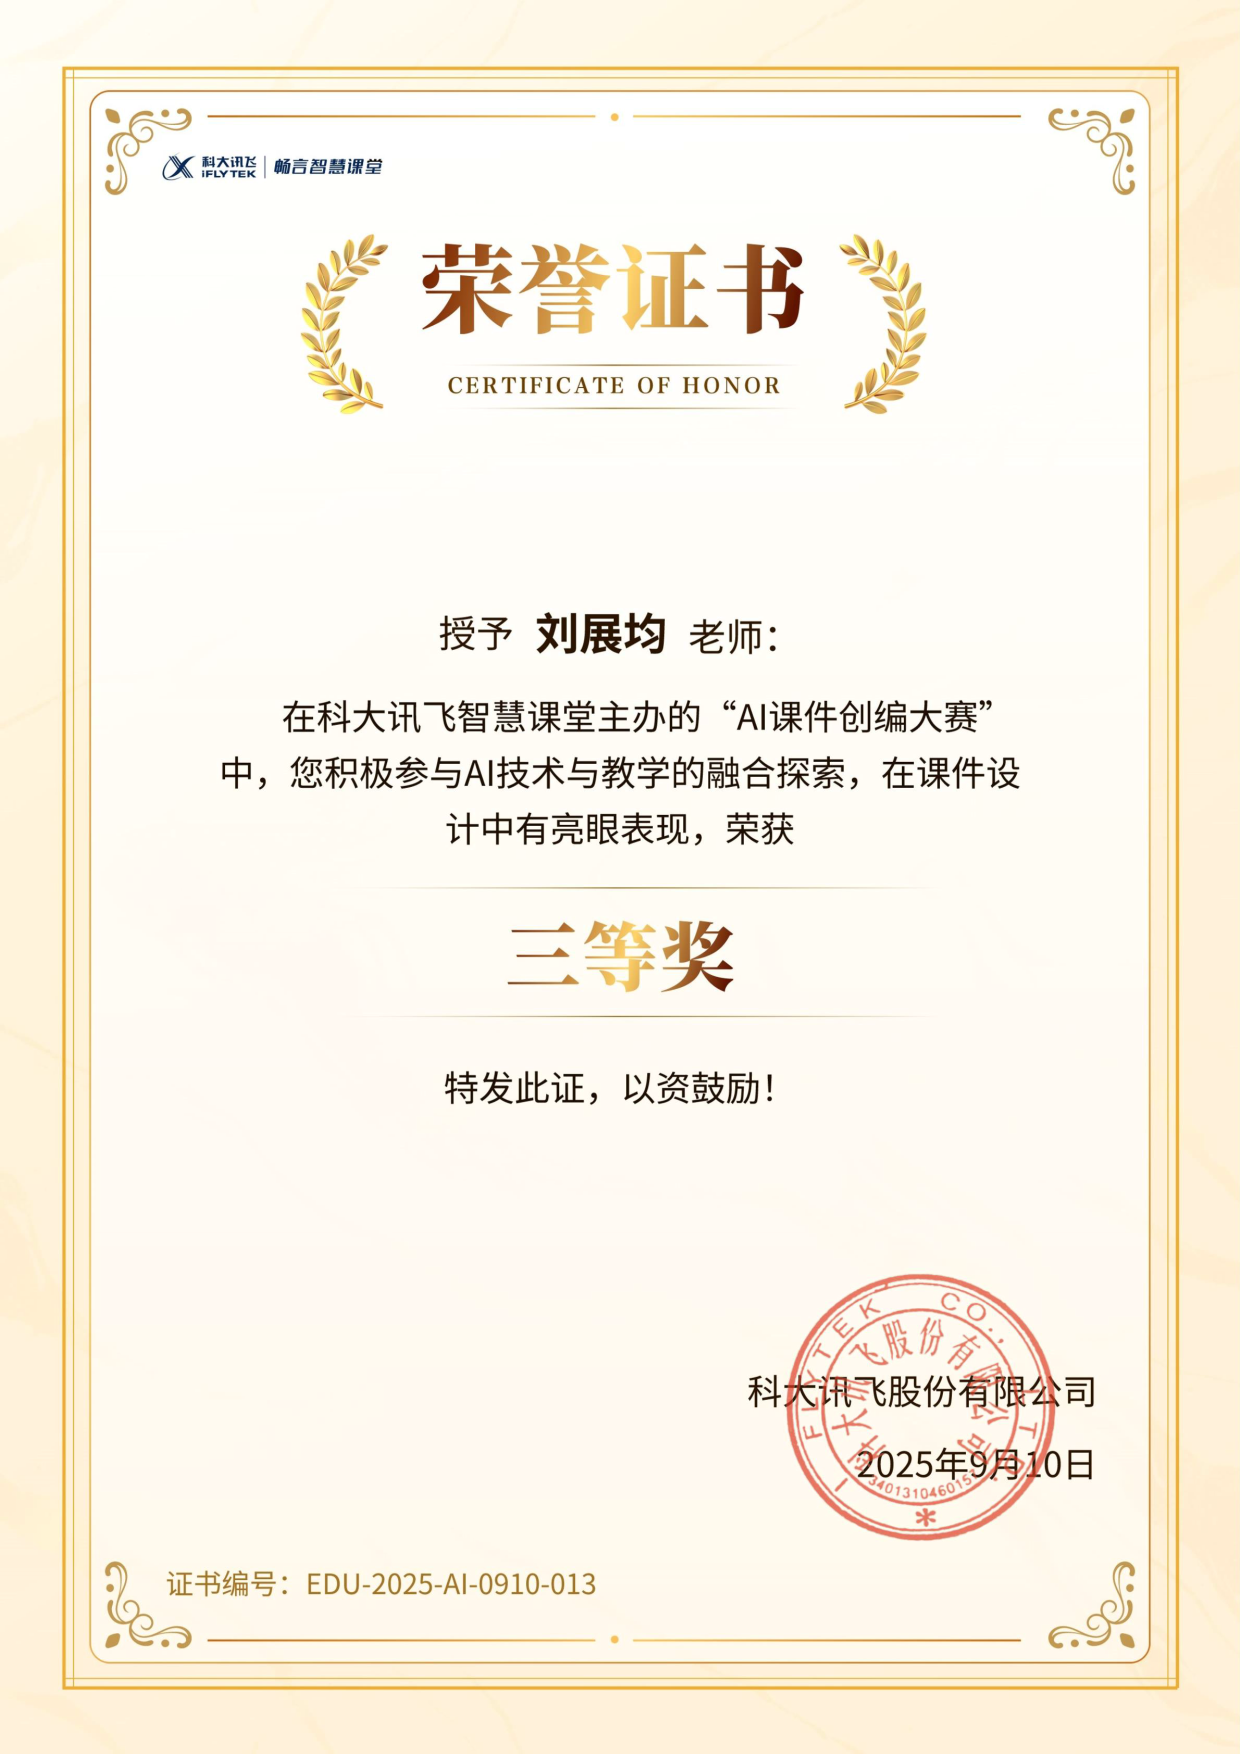 科大讯飞 iFLYTEK 畅言智慧课堂
荣誉证书
CERTIFICATE OF HONOR
授予 刘展均 老师：
在科大讯飞智慧课堂主办的“AI课件创编大赛”
中，您积极参与AI技术与教学的融合探索，在课件设
计中有亮眼表现，荣获
三等奖
特发此证，以资鼓励！
IFLYTEK CO.,LTD.
科大讯飞股份有限公司
3401310460157
科大讯飞股份有限公司
2025年9月10日
证书编号：EDU-2025-AI-0910-013